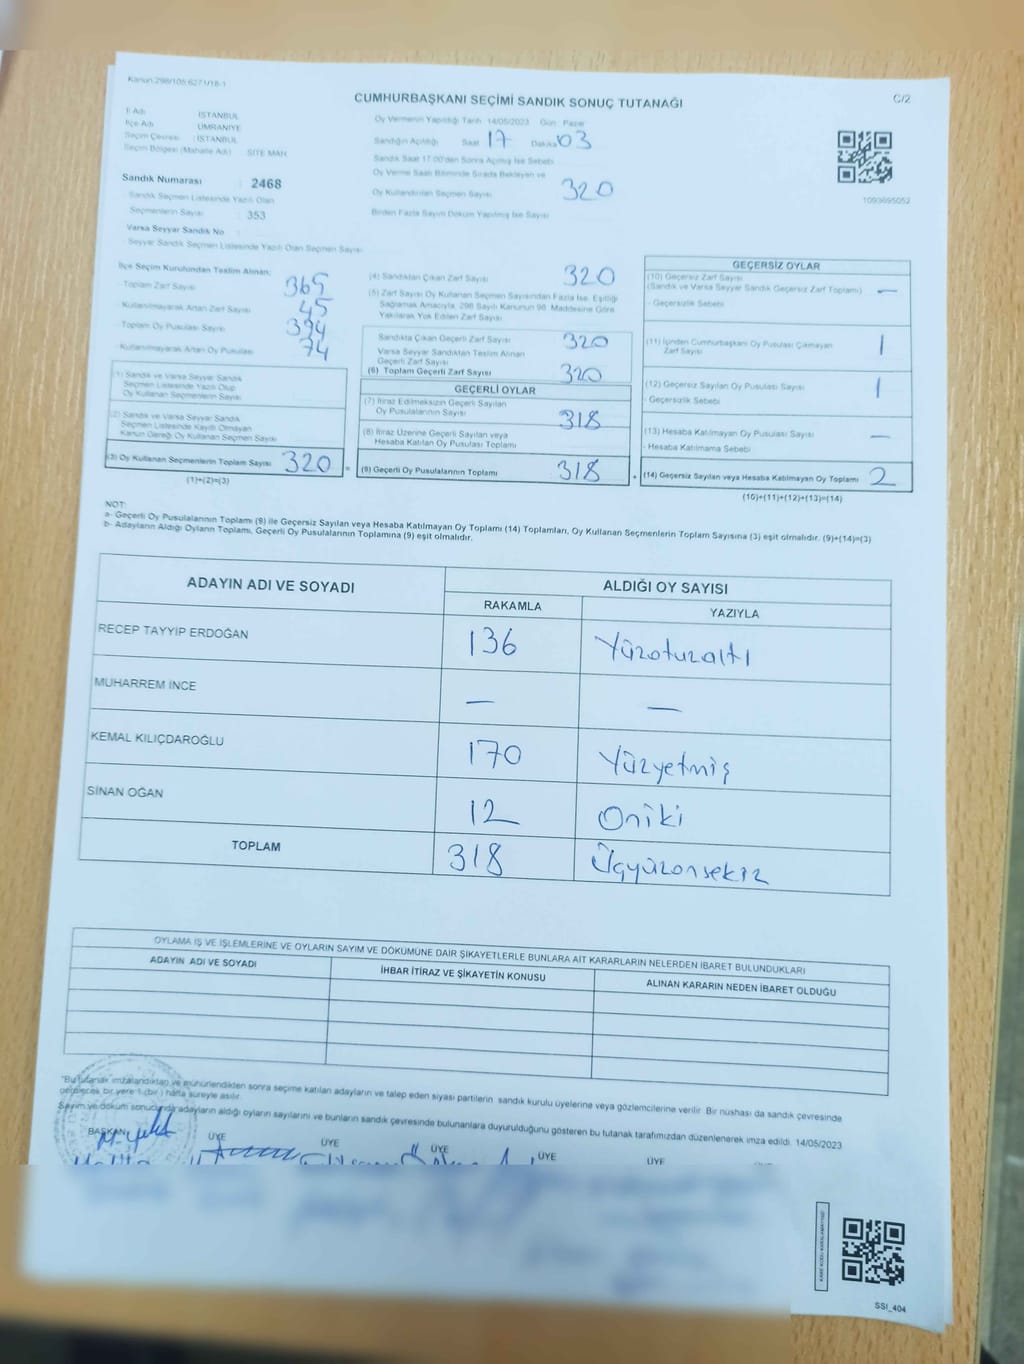 Kanun:298/105 6271/18-1
C/2
CUMHURBAŞKANI SEÇİMİ SANDIK SONUÇ TUTANAĞI
İl Adı : İSTANBUL
İlçe Adı : ÜMRANİYE
Seçim Çevresi : İSTANBUL
Seçim Bölgesi (Mahalle Adı) : SİTE MAH
Sandık Numarası : 2468
Sandık Seçmen Listesinde Yazılı Olan
Seçmenlerin Sayısı : 353
Varsa Seyyar Sandık No
Seyyar Sandık Seçmen Listesinde Yazılı Olan Seçmen Sayısı
Oy Vermenin Yapıldığı Tarih 14/05/2023 Gün Pazar
Sandığın Açıldığı Saat 17 Dakika 03
Sandık Saat 17.00'den Sonra Açılmış İse Sebebi
Oy Verme Saati Bitiminde Sırada Bekleyen ve
Oy Kullandırılan Seçmen Sayısı 320
Birden Fazla Sayım Döküm Yapılmış İse Sayısı
1093695052
İlçe Seçim Kurulundan Teslim Alınan;
- Toplam Zarf Sayısı 365
- Kullanılmayarak Artan Zarf Sayısı 45
- Toplam Oy Pusulası Sayısı 394
- Kullanılmayarak Artan Oy Pusulası 74
(1) Sandık ve Varsa Seyyar Sandık
Seçmen Listesinde Yazılı Olup
Oy Kullanan Seçmenlerin Sayısı
(2) Sandık ve Varsa Seyyar Sandık
Seçmen Listesinde Kayıtlı Olmayan
Kanun Gereği Oy Kullanan Seçmen Sayısı
(3) Oy Kullanan Seçmenlerin Toplam Sayısı 320
(1)+(2)=(3)
(4) Sandıktan Çıkan Zarf Sayısı 320
(5) Zarf Sayısı Oy Kullanan Seçmen Sayısından Fazla İse, Eşitliği
Sağlamak Amacıyla, 298 Sayılı Kanunun 98. Maddesine Göre
Yakılarak Yok Edilen Zarf Sayısı
Sandıkta Çıkan Geçerli Zarf Sayısı 320
Varsa Seyyar Sandıktan Teslim Alınan
Geçerli Zarf Sayısı
(6) Toplam Geçerli Zarf Sayısı 320
GEÇERLİ OYLAR
(7) İtiraz Edilmeksizin Geçerli Sayılan
Oy Pusulalarının Sayısı 318
(8) İtiraz Üzerine Geçerli Sayılan veya
Hesaba Katılan Oy Pusulası Toplamı
= (9) Geçerli Oy Pusulalarının Toplamı 318
GEÇERSİZ OYLAR
(10) Geçersiz Zarf Sayısı
(Sandık ve Varsa Seyyar Sandık Geçersiz Zarf Toplamı) —
- Geçersizlik Sebebi
(11) İçinden Cumhurbaşkanı Oy Pusulası Çıkmayan
Zarf Sayısı 1
(12) Geçersiz Sayılan Oy Pusulası Sayısı 1
- Geçersizlik Sebebi
(13) Hesaba Katılmayan Oy Pusulası Sayısı —
- Hesaba Katılmama Sebebi
+ (14) Geçersiz Sayılan veya Hesaba Katılmayan Oy Toplamı 2
(10)+(11)+(12)+(13)=(14)
NOT:
a- Geçerli Oy Pusulalarının Toplamı (9) ile Geçersiz Sayılan veya Hesaba Katılmayan Oy Toplamı (14) Toplamları, Oy Kullanan Seçmenlerin Toplam Sayısına (3) eşit olmalıdır. (9)+(14)=(3)
b- Adayların Aldığı Oyların Toplamı, Geçerli Oy Pusulalarının Toplamına (9) eşit olmalıdır.
ADAYIN ADI VE SOYADI
ALDIĞI OY SAYISI
RAKAMLA YAZIYLA
RECEP TAYYİP ERDOĞAN 136 Yüzotuzaltı
MUHARREM İNCE — —
KEMAL KILIÇDAROĞLU 170 Yüzyetmiş
SİNAN OĞAN 12 Oniki
TOPLAM 318 Üçyüzonsekiz
OYLAMA İŞ VE İŞLEMLERİNE VE OYLARIN SAYIM VE DÖKÜMÜNE DAİR ŞİKAYETLERLE BUNLARA AİT KARARLARIN NELERDEN İBARET BULUNDUKLARI
ADAYIN ADI VE SOYADI İHBAR İTİRAZ VE ŞİKAYETİN KONUSU ALINAN KARARIN NEDEN İBARET OLDUĞU
"Bu tutanak imzalandıktan ve mühürlendikten sonra seçime katılan adayların ve talep eden siyasi partilerin sandık kurulu üyelerine veya gözlemcilerine verilir. Bir nüshası da sandık çevresinde
görülecek bir yere 1 (bir) hafta süreyle asılır.
Sayım ve döküm sonucunda adayların aldığı oyların sayılarını ve bunların sandık çevresinde bulunanlara duyurulduğunu gösteren bu tutanak tarafımızdan düzenlenerek imza edildi. 14/05/2023
BAŞKAN ÜYE ÜYE ÜYE ÜYE ÜYE
SSI_404